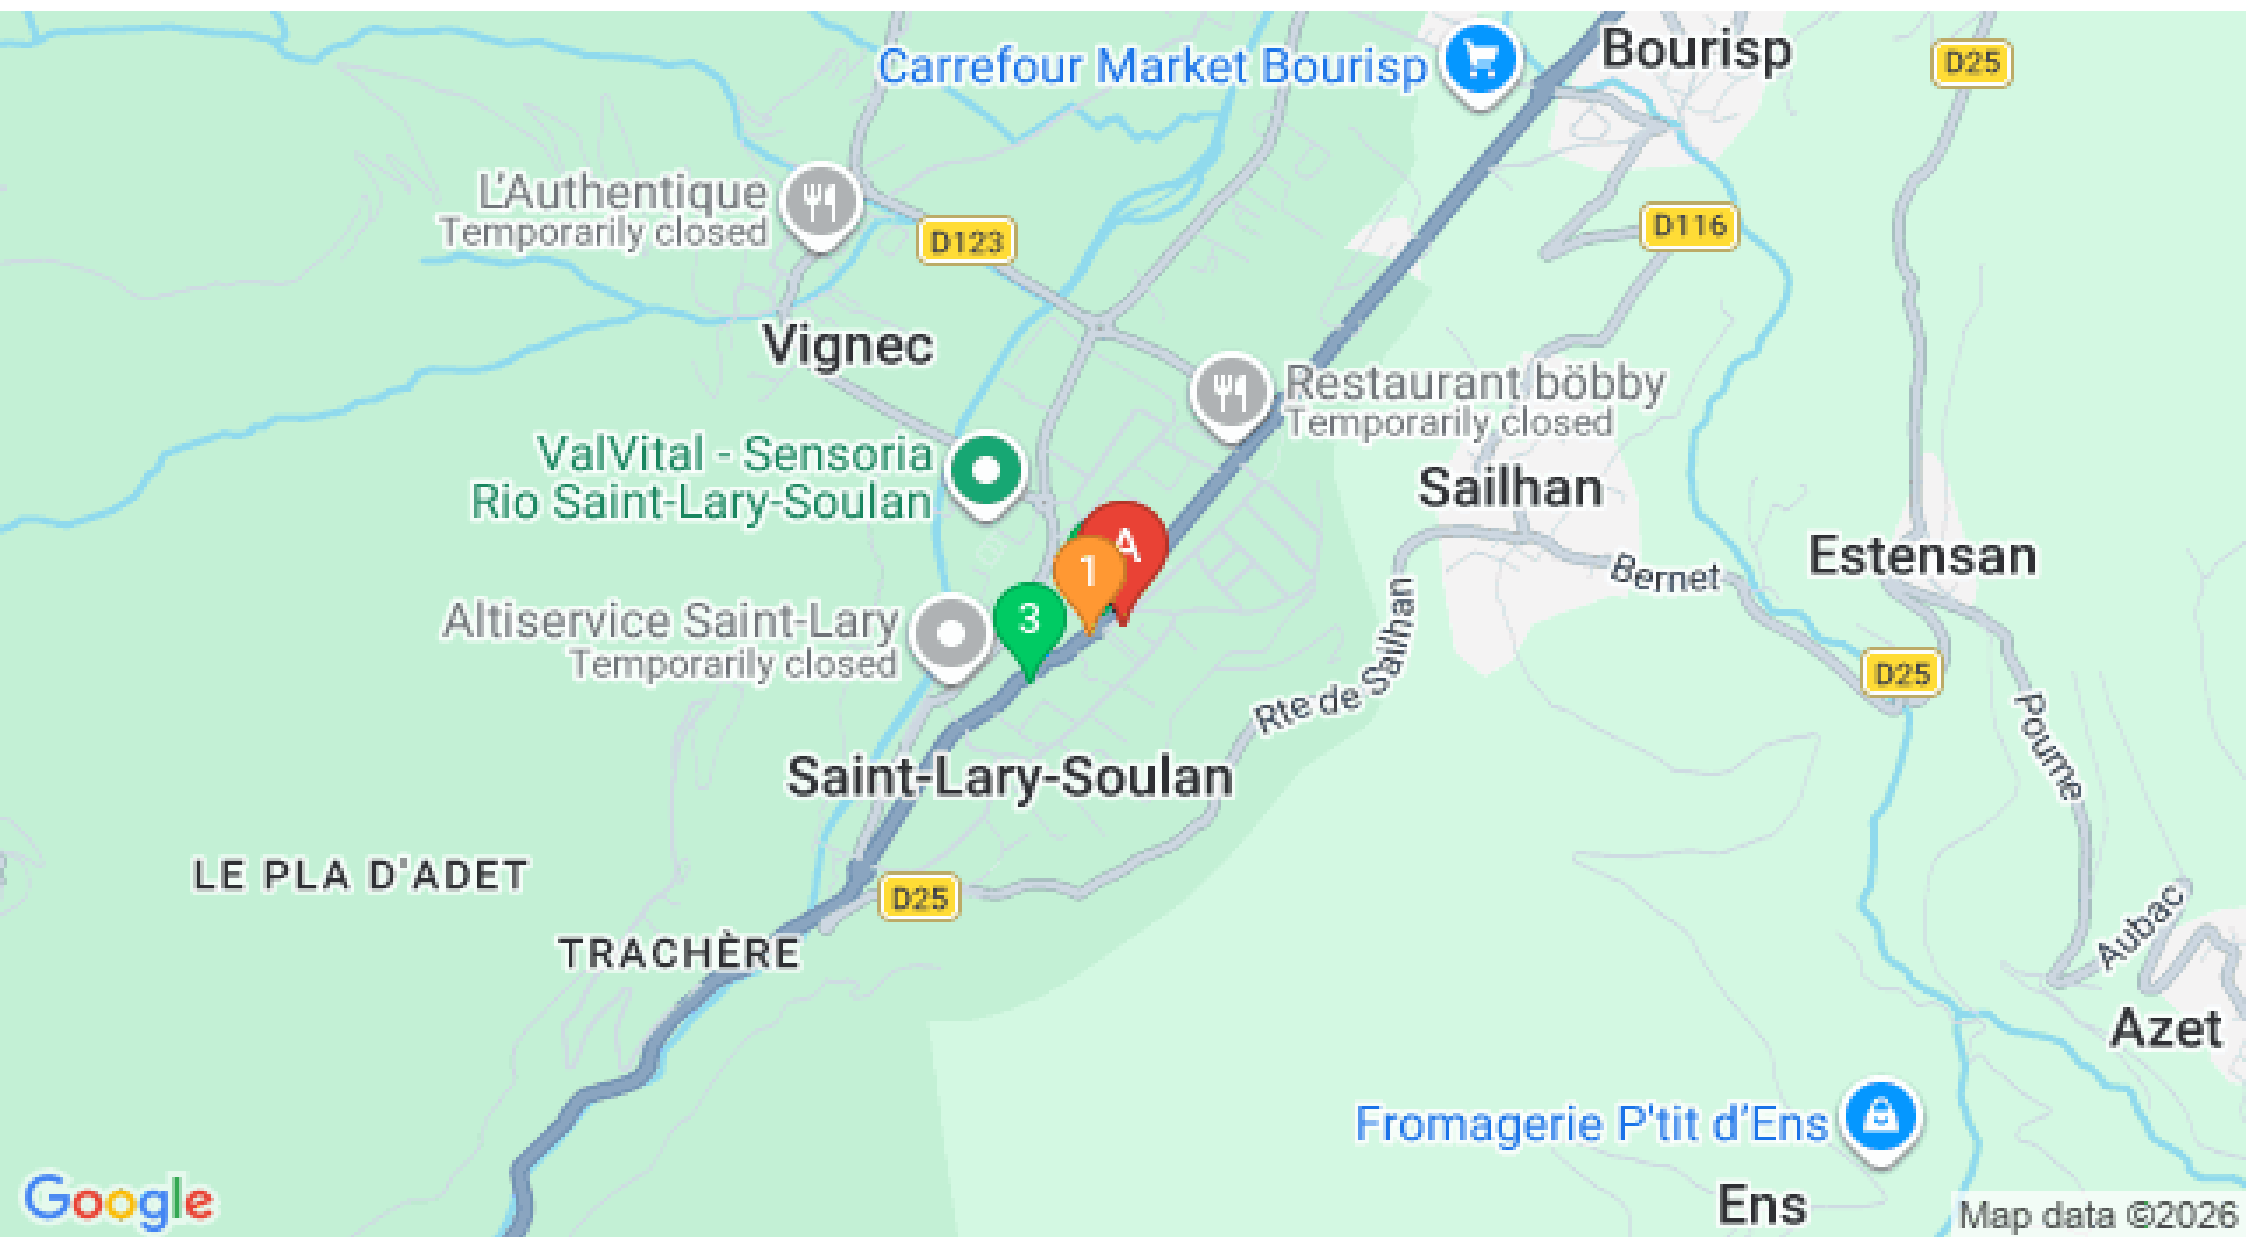 Bourisp
D25
Carrefour Market Bourisp
L'Authentique
Temporarily closed
D123
D116
Vignec
Restaurant böbby
Temporarily closed
ValVital - Sensoria
Rio Saint-Lary-Soulan
Sailhan
A
1
Bernet
Estensan
3
Altiservice Saint-Lary
Temporarily closed
Rte de Sailhan
D25
Poume
Saint-Lary-Soulan
LE PLA D'ADET
D25
TRACHÈRE
Aubac
Azet
Fromagerie P'tit d'Ens
Ens
Google
Map data ©2026